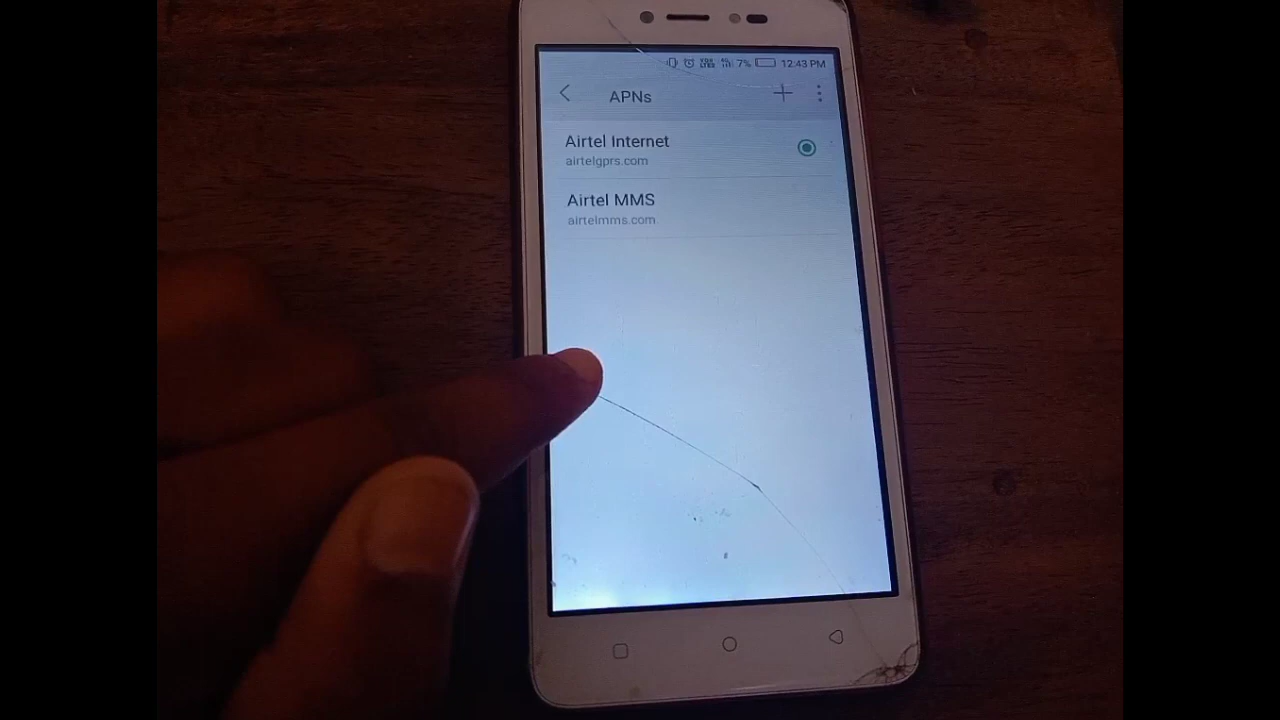 7% 12:43 PM
APNs
Airtel Internet
airtelgprs.com
Airtel MMS
airtelmms.com